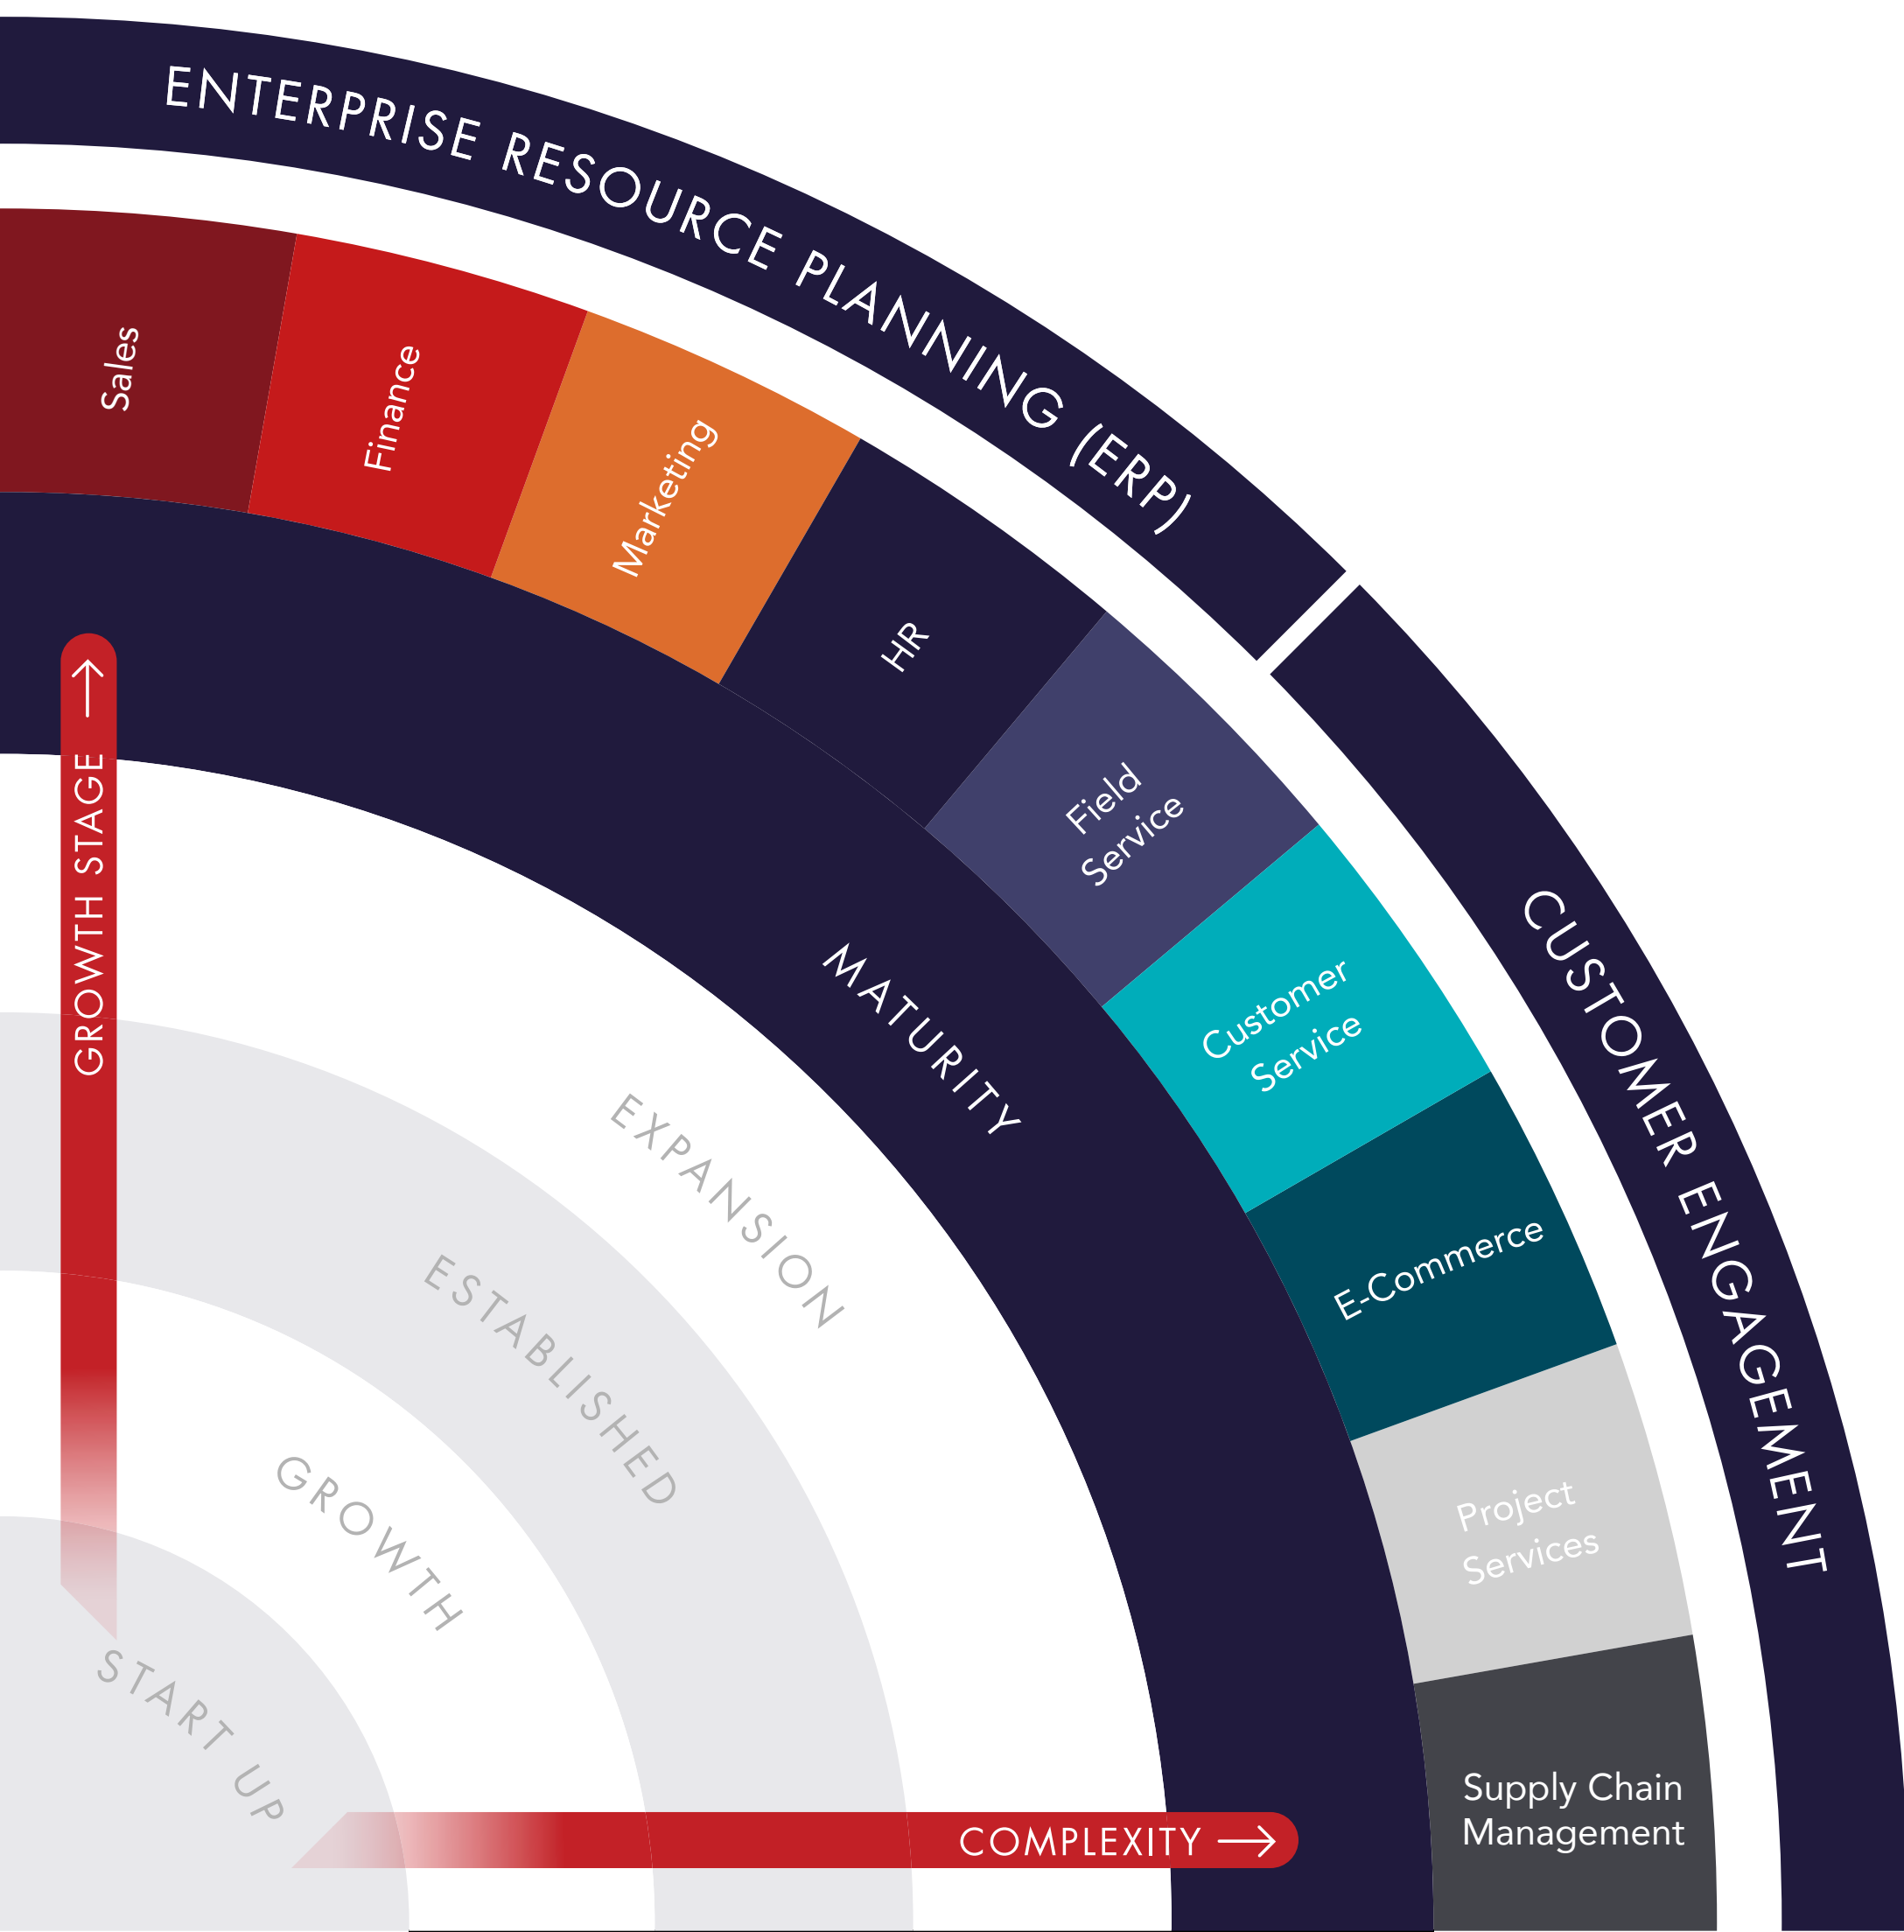 ENTERPRISE RESOURCE PLANNING (ERP)
CUSTOMER ENGAGEMENT
Sales
Finance
Marketing
HR
Field
Service
Customer
Service
E-Commerce
Project
Services
Supply Chain
Management
GROWTH STAGE
MATURITY
EXPANSION
ESTABLISHED
GROWTH
START UP
COMPLEXITY